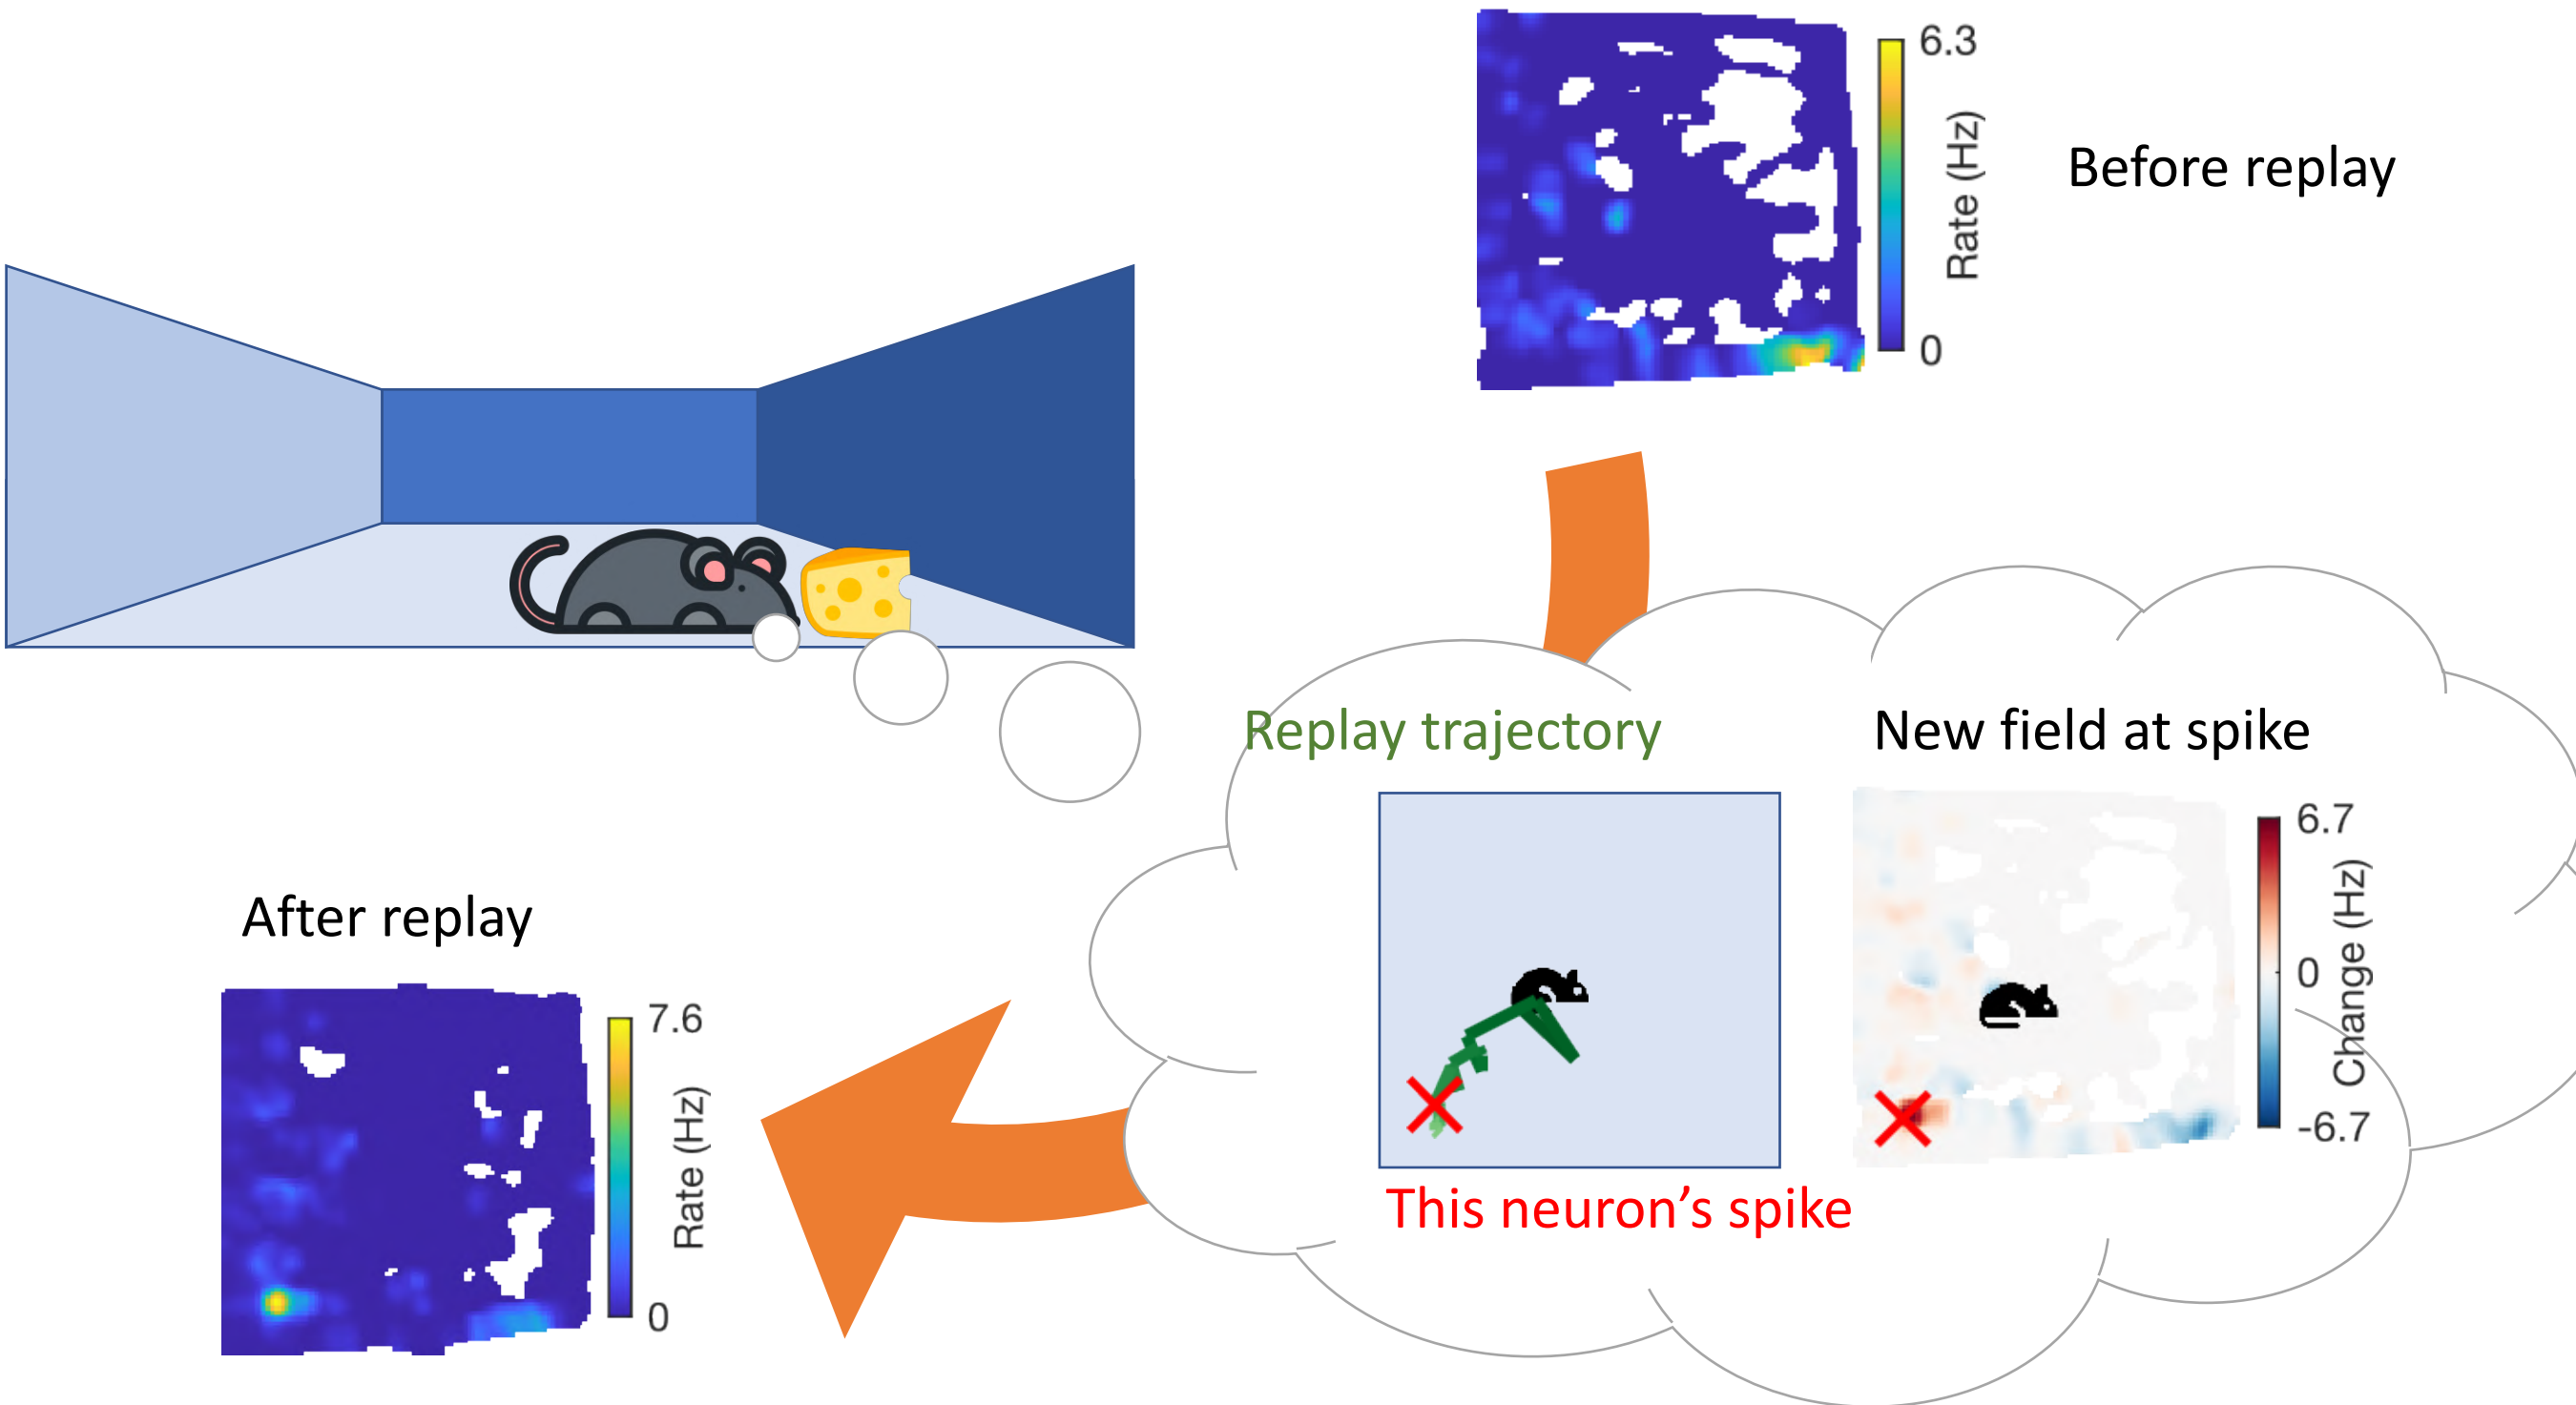 6.3
Rate (Hz)
0
Before replay
Replay trajectory
New field at spike
6.7
0
-6.7
Change (Hz)
This neuron’s spike
After replay
7.6
Rate (Hz)
0